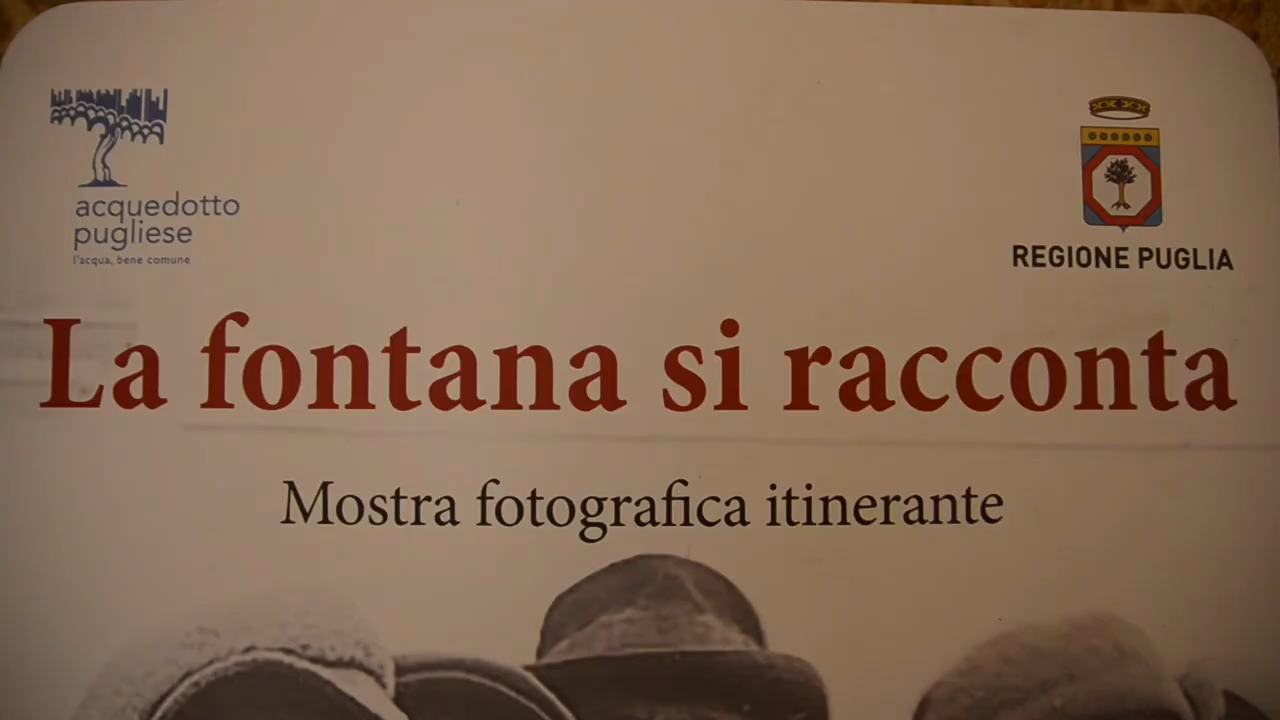 acquedotto
pugliese
l'acqua, bene comune
REGIONE PUGLIA
La fontana si racconta
Mostra fotografica itinerante